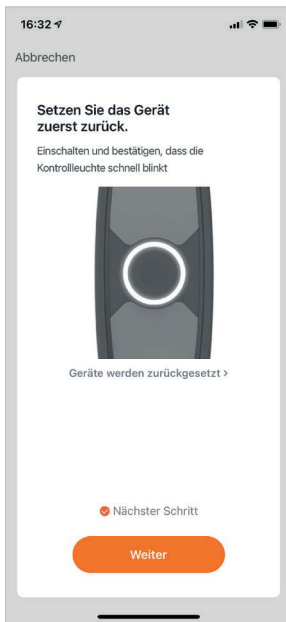 16:32
Abbrechen
Setzen Sie das Gerät
zuerst zurück.
Einschalten und bestätigen, dass die
Kontrollleuchte schnell blinkt
Geräte werden zurückgesetzt >
Nächster Schritt
Weiter